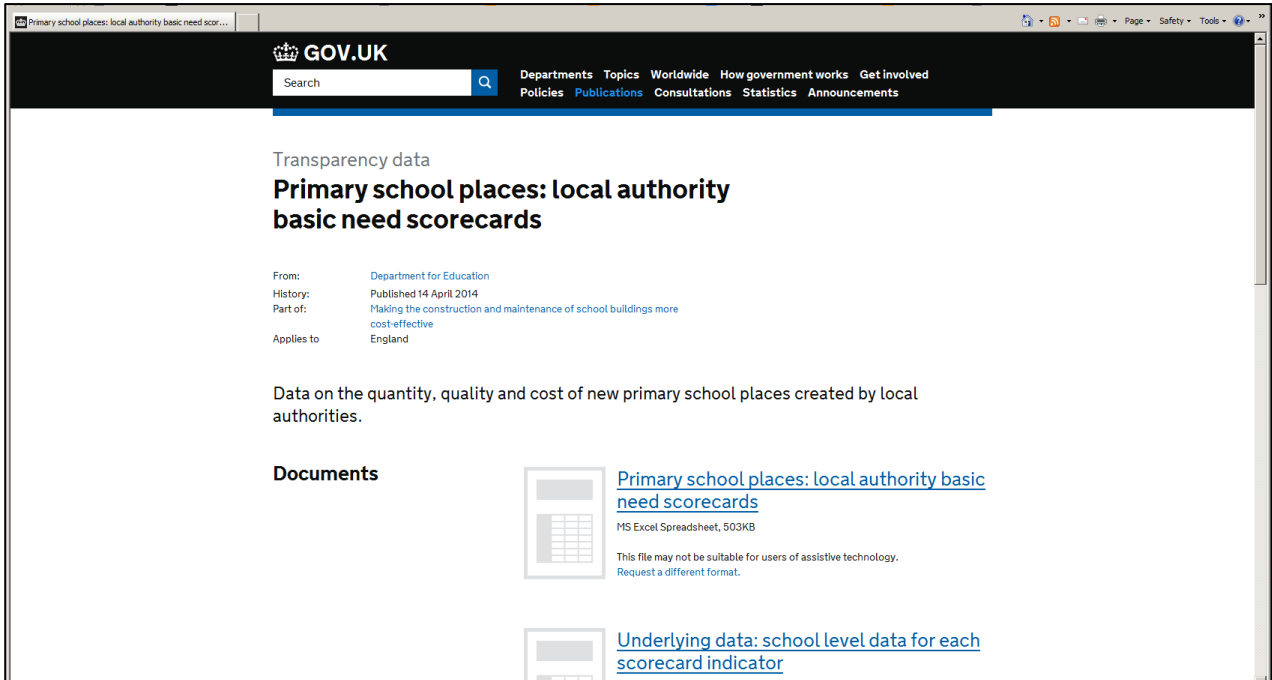 Primary school places: local authority basic need scor...
Page Safety Tools
GOV.UK
Search
Departments Topics Worldwide How government works Get involved
Policies Publications Consultations Statistics Announcements
Transparency data
Primary school places: local authority
basic need scorecards
From: Department for Education
History: Published 14 April 2014
Part of: Making the construction and maintenance of school buildings more
cost-effective
Applies to England
Data on the quantity, quality and cost of new primary school places created by local
authorities.
Documents
Primary school places: local authority basic
need scorecards
MS Excel Spreadsheet, 503KB
This file may not be suitable for users of assistive technology.
Request a different format.
Underlying data: school level data for each
scorecard indicator